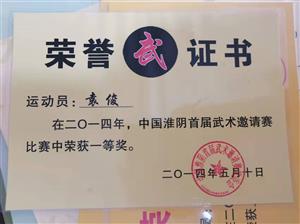 荣誉武证书
运动员：袁俊
在二〇一四年，中国淮阴首届武术邀请赛
比赛中荣获一等奖。
二〇一四年五月十日